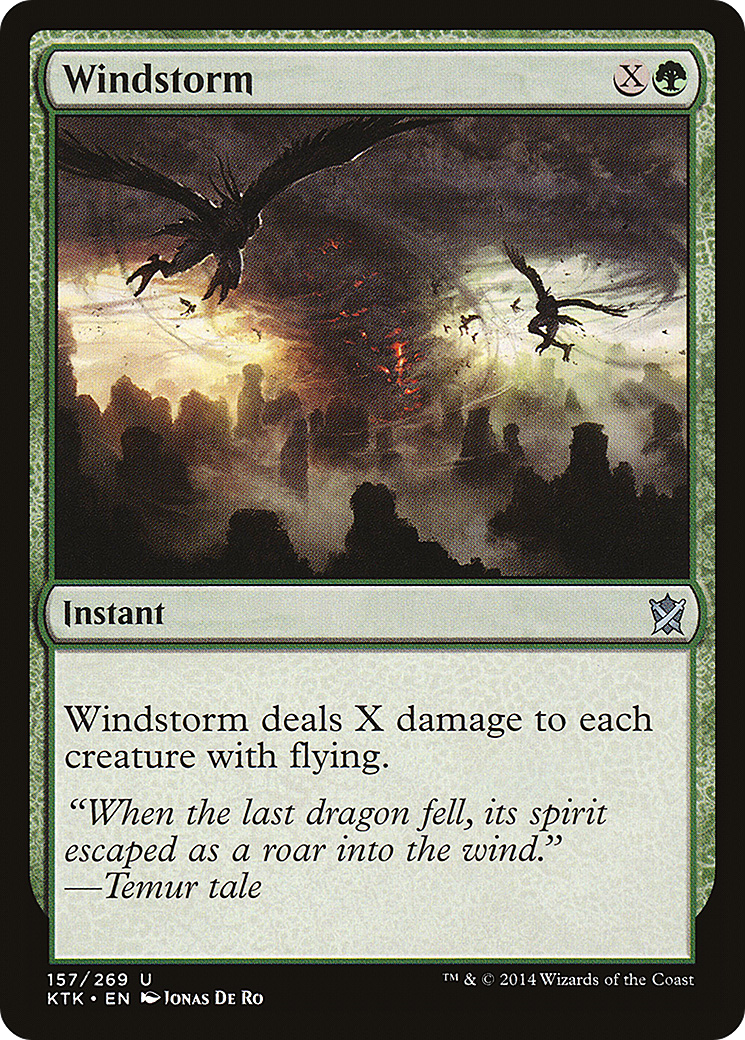 Windstorm X
Instant
Windstorm deals X damage to each
creature with flying.
“When the last dragon fell, its spirit
escaped as a roar into the wind.”
—Temur tale
157/269 U
KTK • EN Jonas De Ro
™ & © 2014 Wizards of the Coast